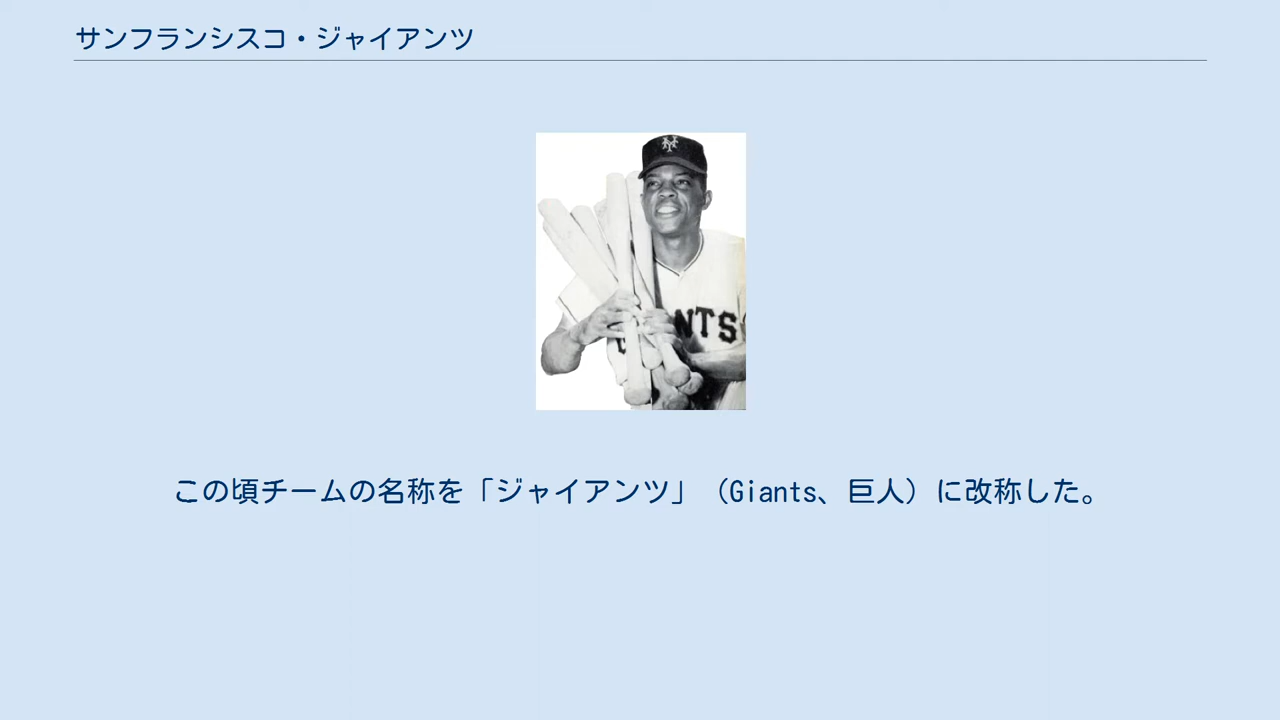 サンフランシスコ・ジャイアンツ
NY
NTS
この頃チームの名称を「ジャイアンツ」（Giants、巨人）に改称した。